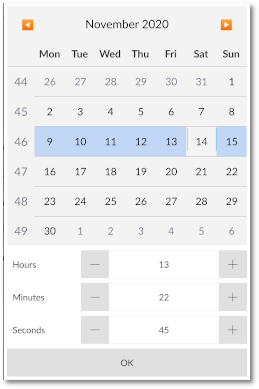 November 2020
Mon Tue Wed Thu Fri Sat Sun
44 26 27 28 29 30 31 1
45 2 3 4 5 6 7 8
46 9 10 11 12 13 14 15
47 16 17 18 19 20 21 22
48 23 24 25 26 27 28 29
49 30 1 2 3 4 5 6
Hours — 13 +
Minutes — 22 +
Seconds — 45 +
OK